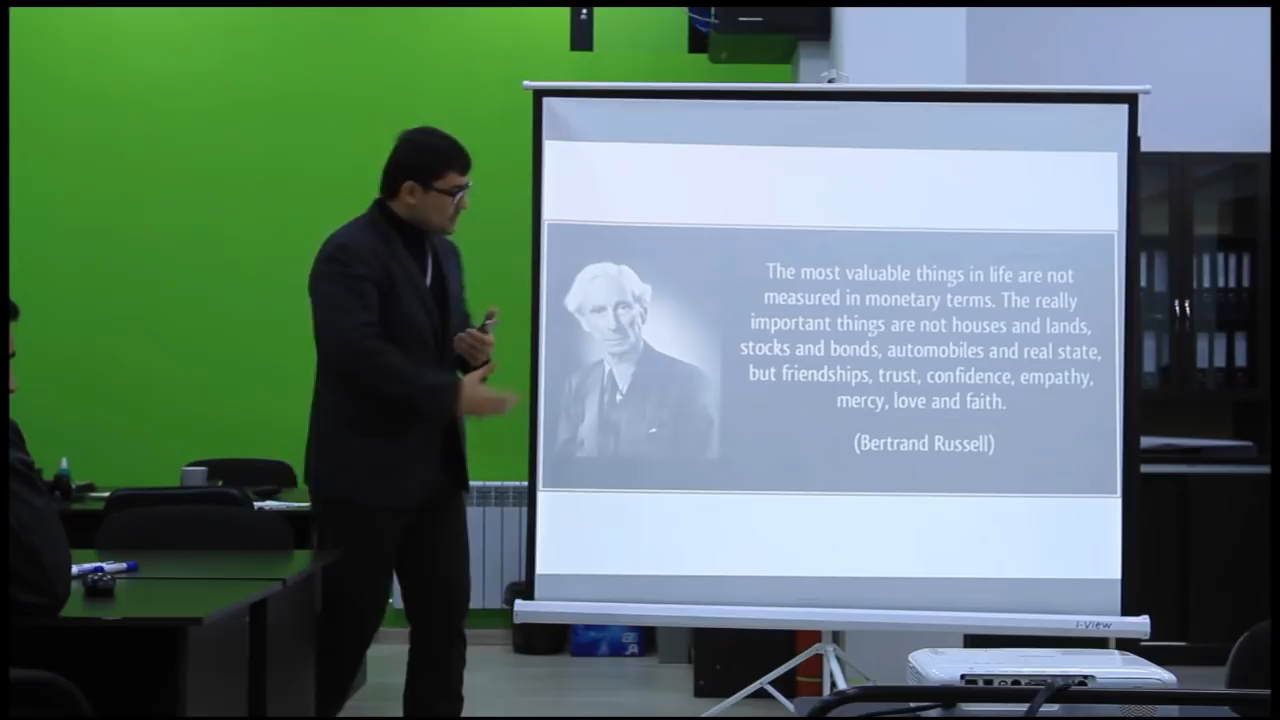 The most valuable things in life are not
measured in monetary terms. The really
important things are not houses and lands,
stocks and bonds, automobiles and real state,
but friendships, trust, confidence, empathy,
mercy, love and faith.
(Bertrand Russell)
i-View